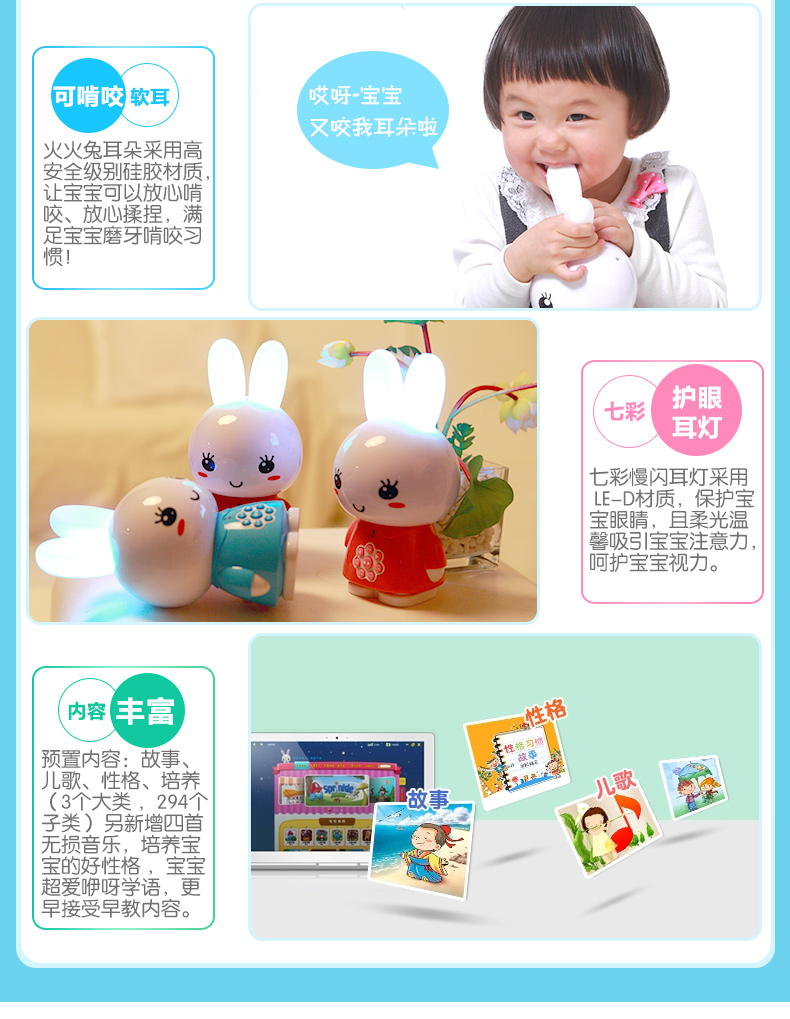 可啃咬 软耳
火火兔耳朵采用高
安全级别硅胶材质,
让宝宝可以放心啃
咬、放心揉捏，满
足宝宝磨牙啃咬习
惯!
哎呀-宝宝
又咬我耳朵啦
七彩 护眼
耳灯
七彩慢闪耳灯采用
LE-D材质，保护宝
宝眼睛，且柔光温
馨吸引宝宝注意力,
呵护宝宝视力。
内容 丰富
预置内容：故事、
儿歌、性格、培养
（3个大类 ，294个
子类）另新增四首
无损音乐，培养宝
宝的好性格 ，宝宝
超爱咿呀学语，更
早接受早教内容。
性格
性格习惯
故事
儿歌
故事
Sprinkle